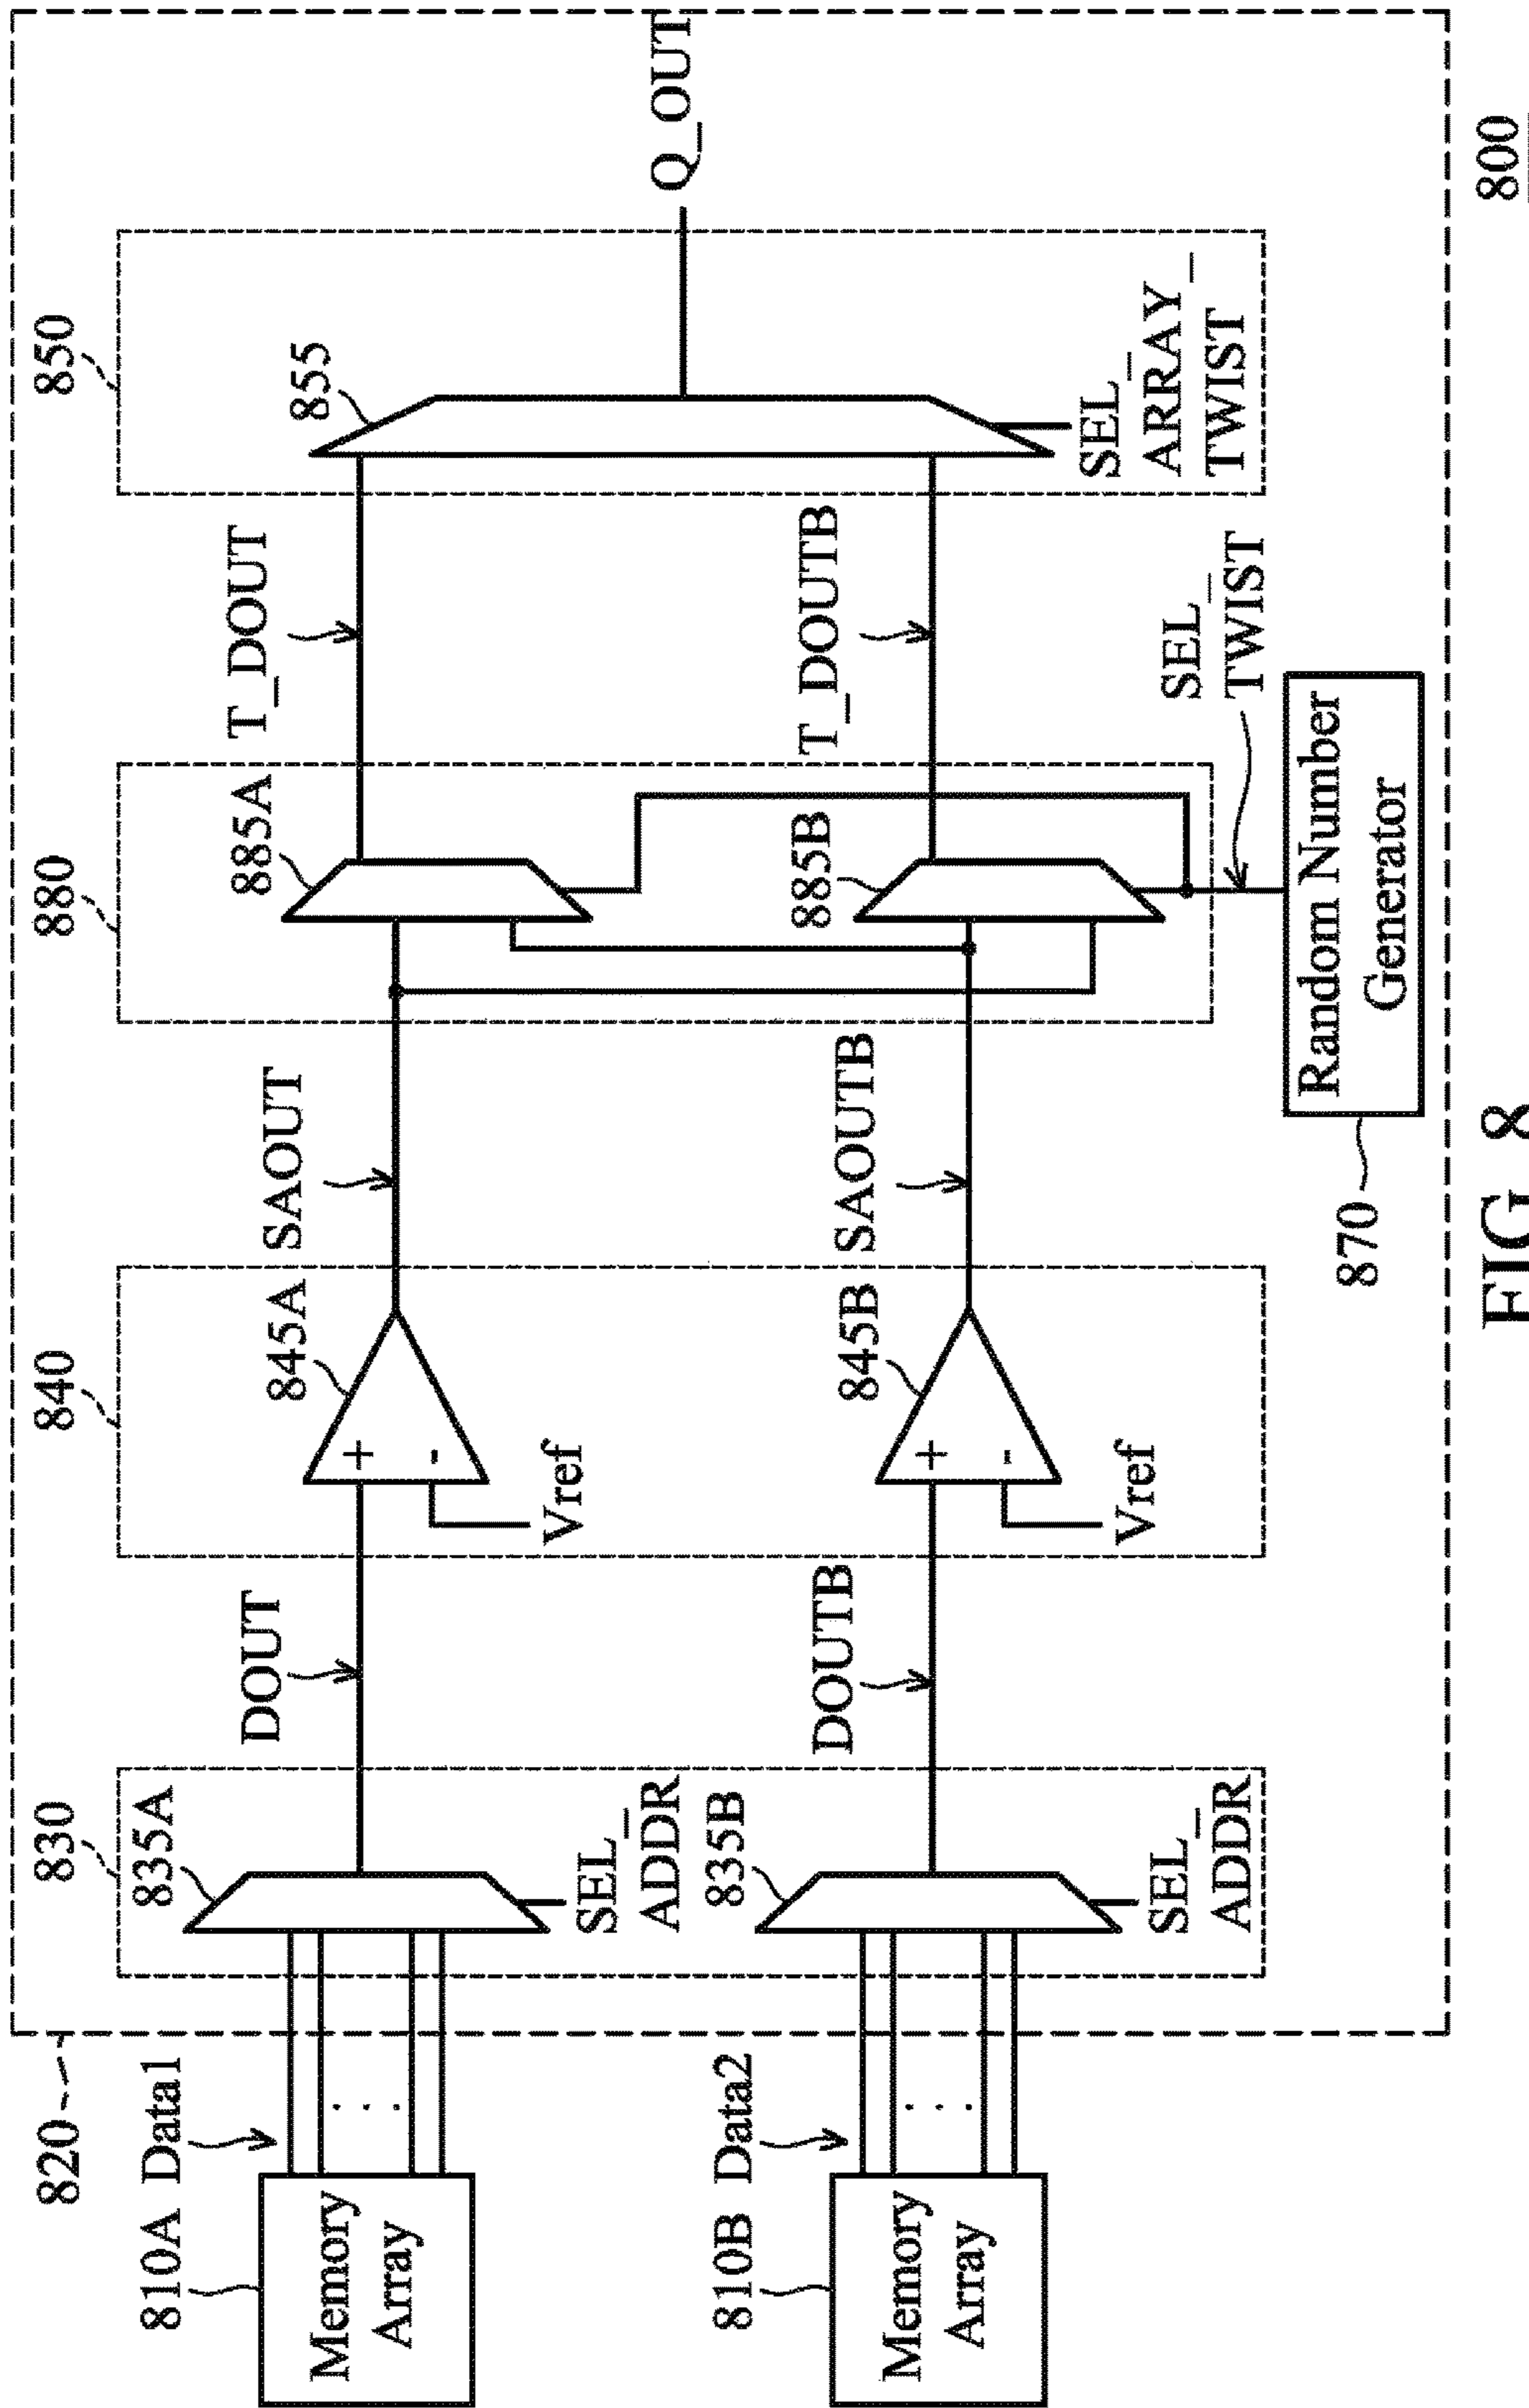 820
830
840
880
850
810A
Data1
835A
DOUT
845A
SAOUT
885A
T_DOUT
855
Memory
Array
SEL_
ADDR
+
-
Vref
Q_OUT
810B
Data2
835B
DOUTB
845B
SAOUTB
885B
T_DOUTB
Memory
Array
SEL_
ADDR
+
-
Vref
SEL_
TWIST
SEL_
ARRAY_
TWIST
870
Random Number
Generator
FIG. 8
800